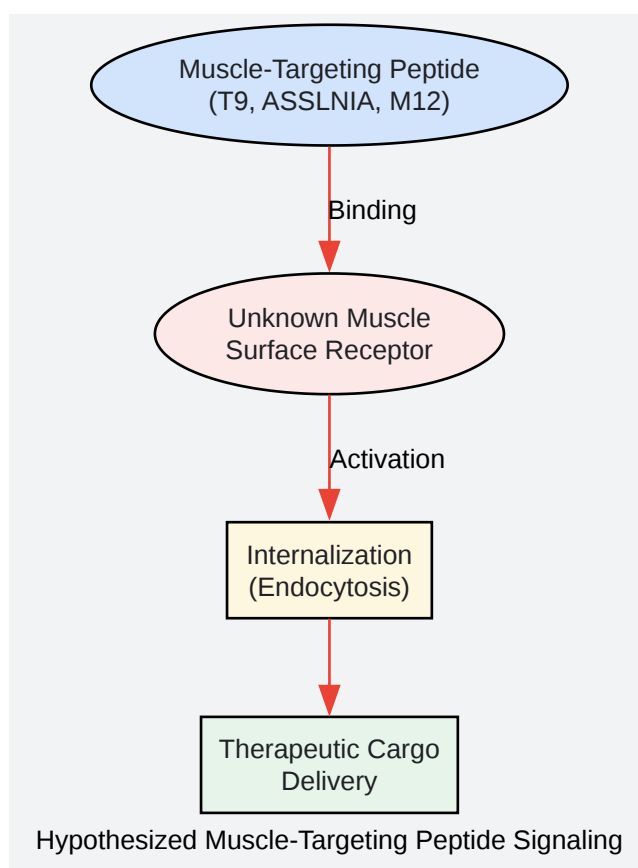 Muscle-Targeting Peptide
(T9, ASSLNIA, M12)
Binding
Unknown Muscle
Surface Receptor
Activation
Internalization
(Endocytosis)
Therapeutic Cargo
Delivery
Hypothesized Muscle-Targeting Peptide Signaling